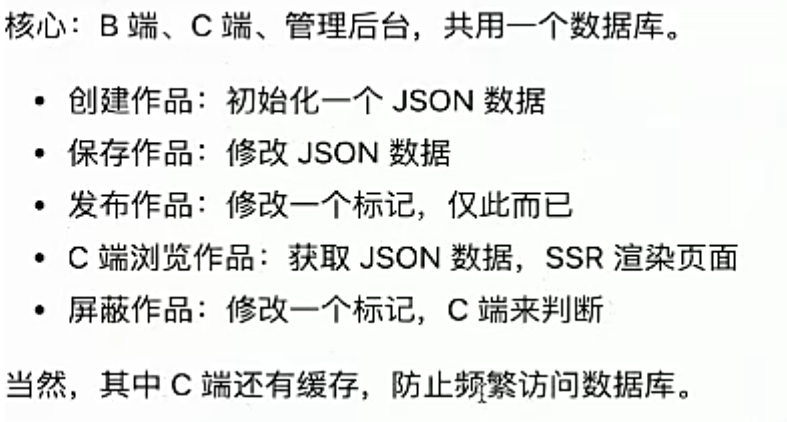 核心：B 端、C 端、管理后台，共用一个数据库。
• 创建作品：初始化一个 JSON 数据
• 保存作品：修改 JSON 数据
• 发布作品：修改一个标记，仅此而已
• C 端浏览作品：获取 JSON 数据，SSR 渲染页面
• 屏蔽作品：修改一个标记，C 端来判断
当然，其中 C 端还有缓存，防止频繁访问数据库。